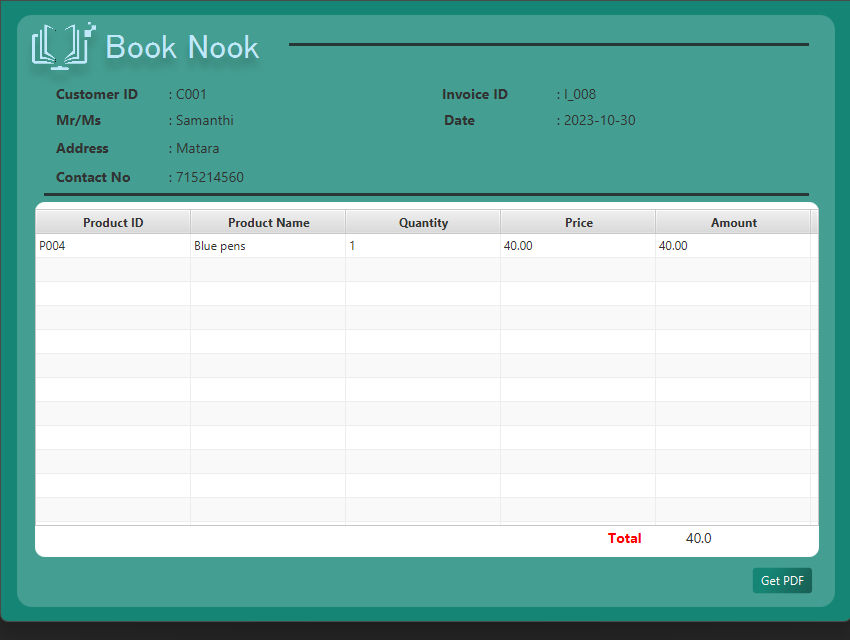 Book Nook
Customer ID : C001 Invoice ID : I_008
Mr/Ms : Samanthi Date : 2023-10-30
Address : Matara
Contact No : 715214560
Product ID Product Name Quantity Price Amount
P004 Blue pens 1 40.00 40.00
Total 40.0
Get PDF